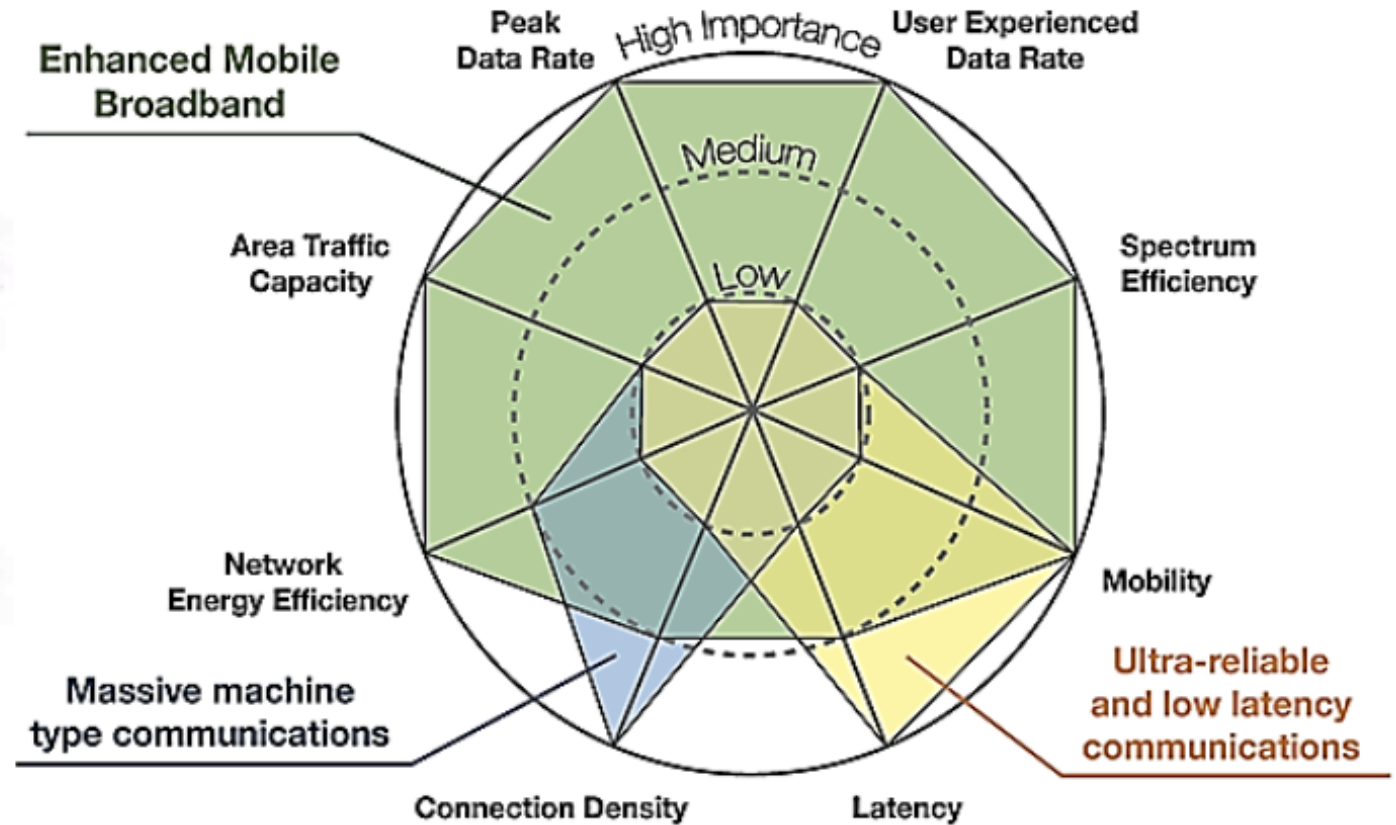 Peak
Data Rate
High Importance
User Experienced
Data Rate
Enhanced Mobile
Broadband
Medium
Area Traffic
Capacity
Low
Spectrum
Efficiency
Network
Energy Efficiency
Mobility
Massive machine
type communications
Ultra-reliable
and low latency
communications
Connection Density
Latency